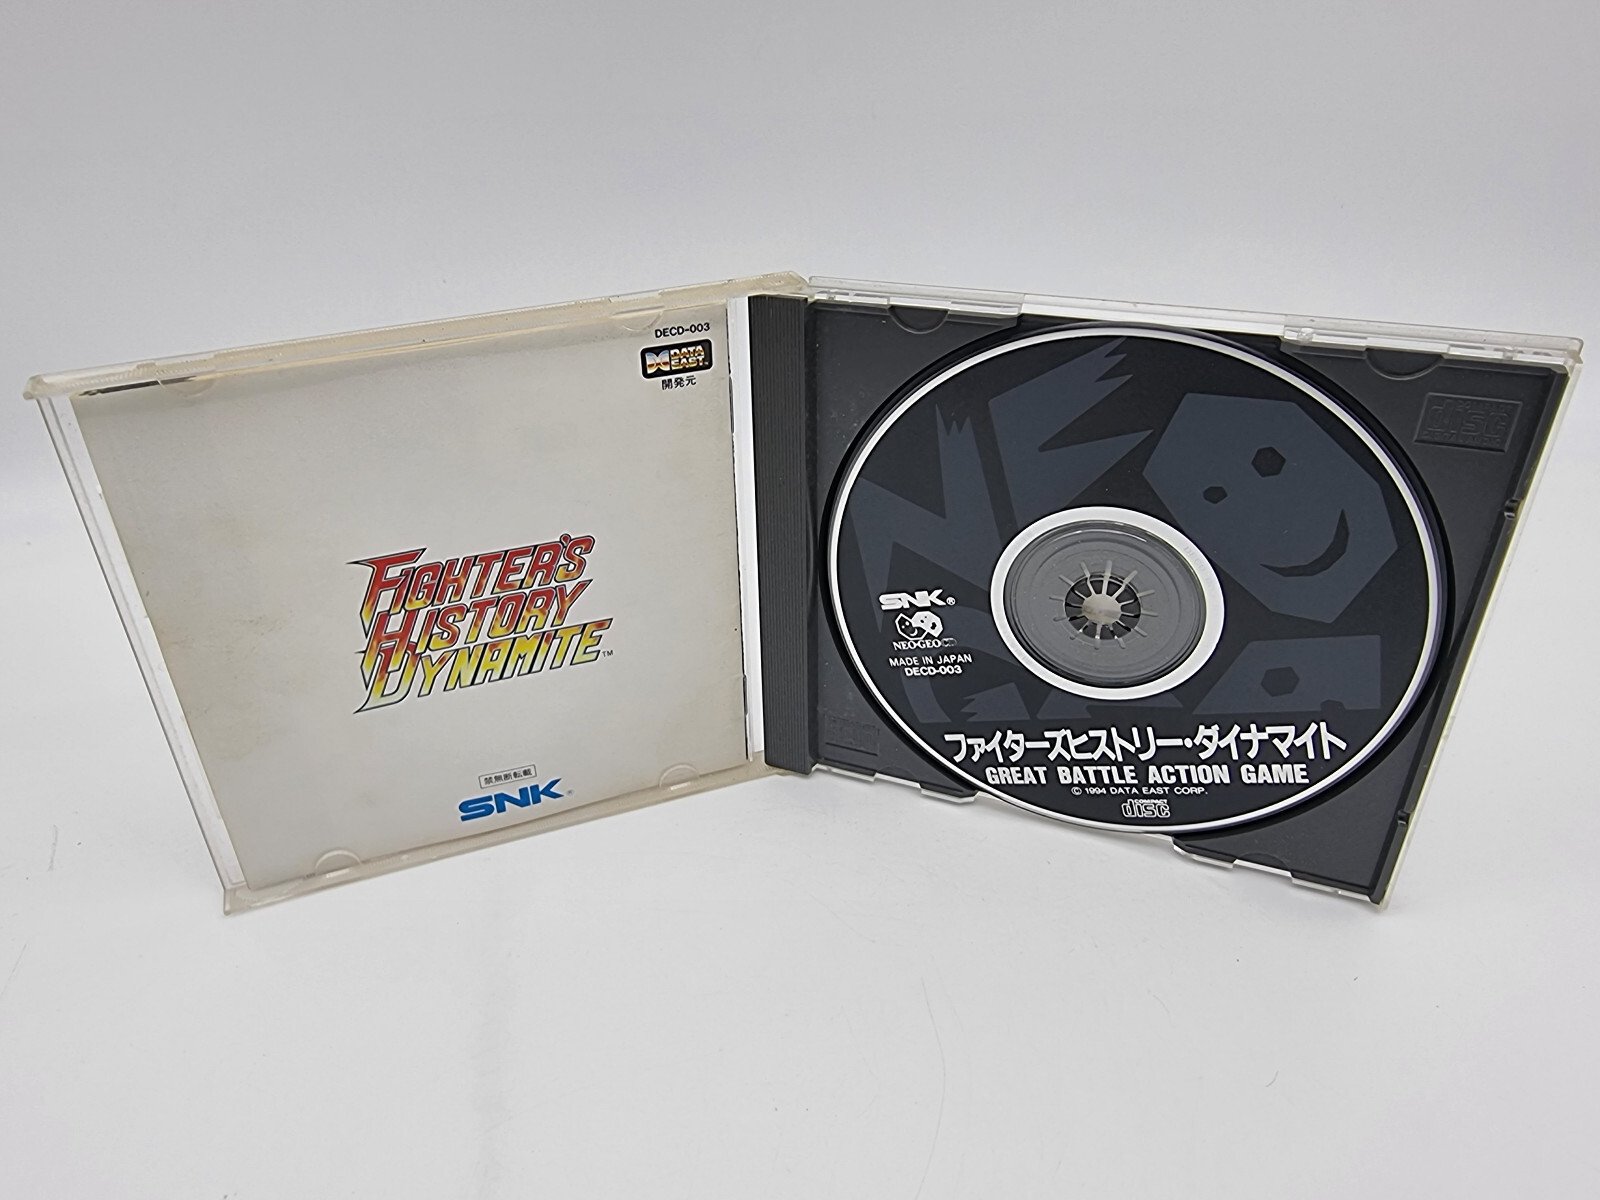 DECD-003
DATA
EAST.
開発元
FIGHTER'S
HISTORY
DYNAMITE™
禁無断転載
SNK®
SNK®
NEO・GEO CD
MADE IN JAPAN
DECD-003
ファイターズヒストリー・ダイナマイト
GREAT BATTLE ACTION GAME
© 1994 DATA EAST CORP.
COMPACT
disc
disc